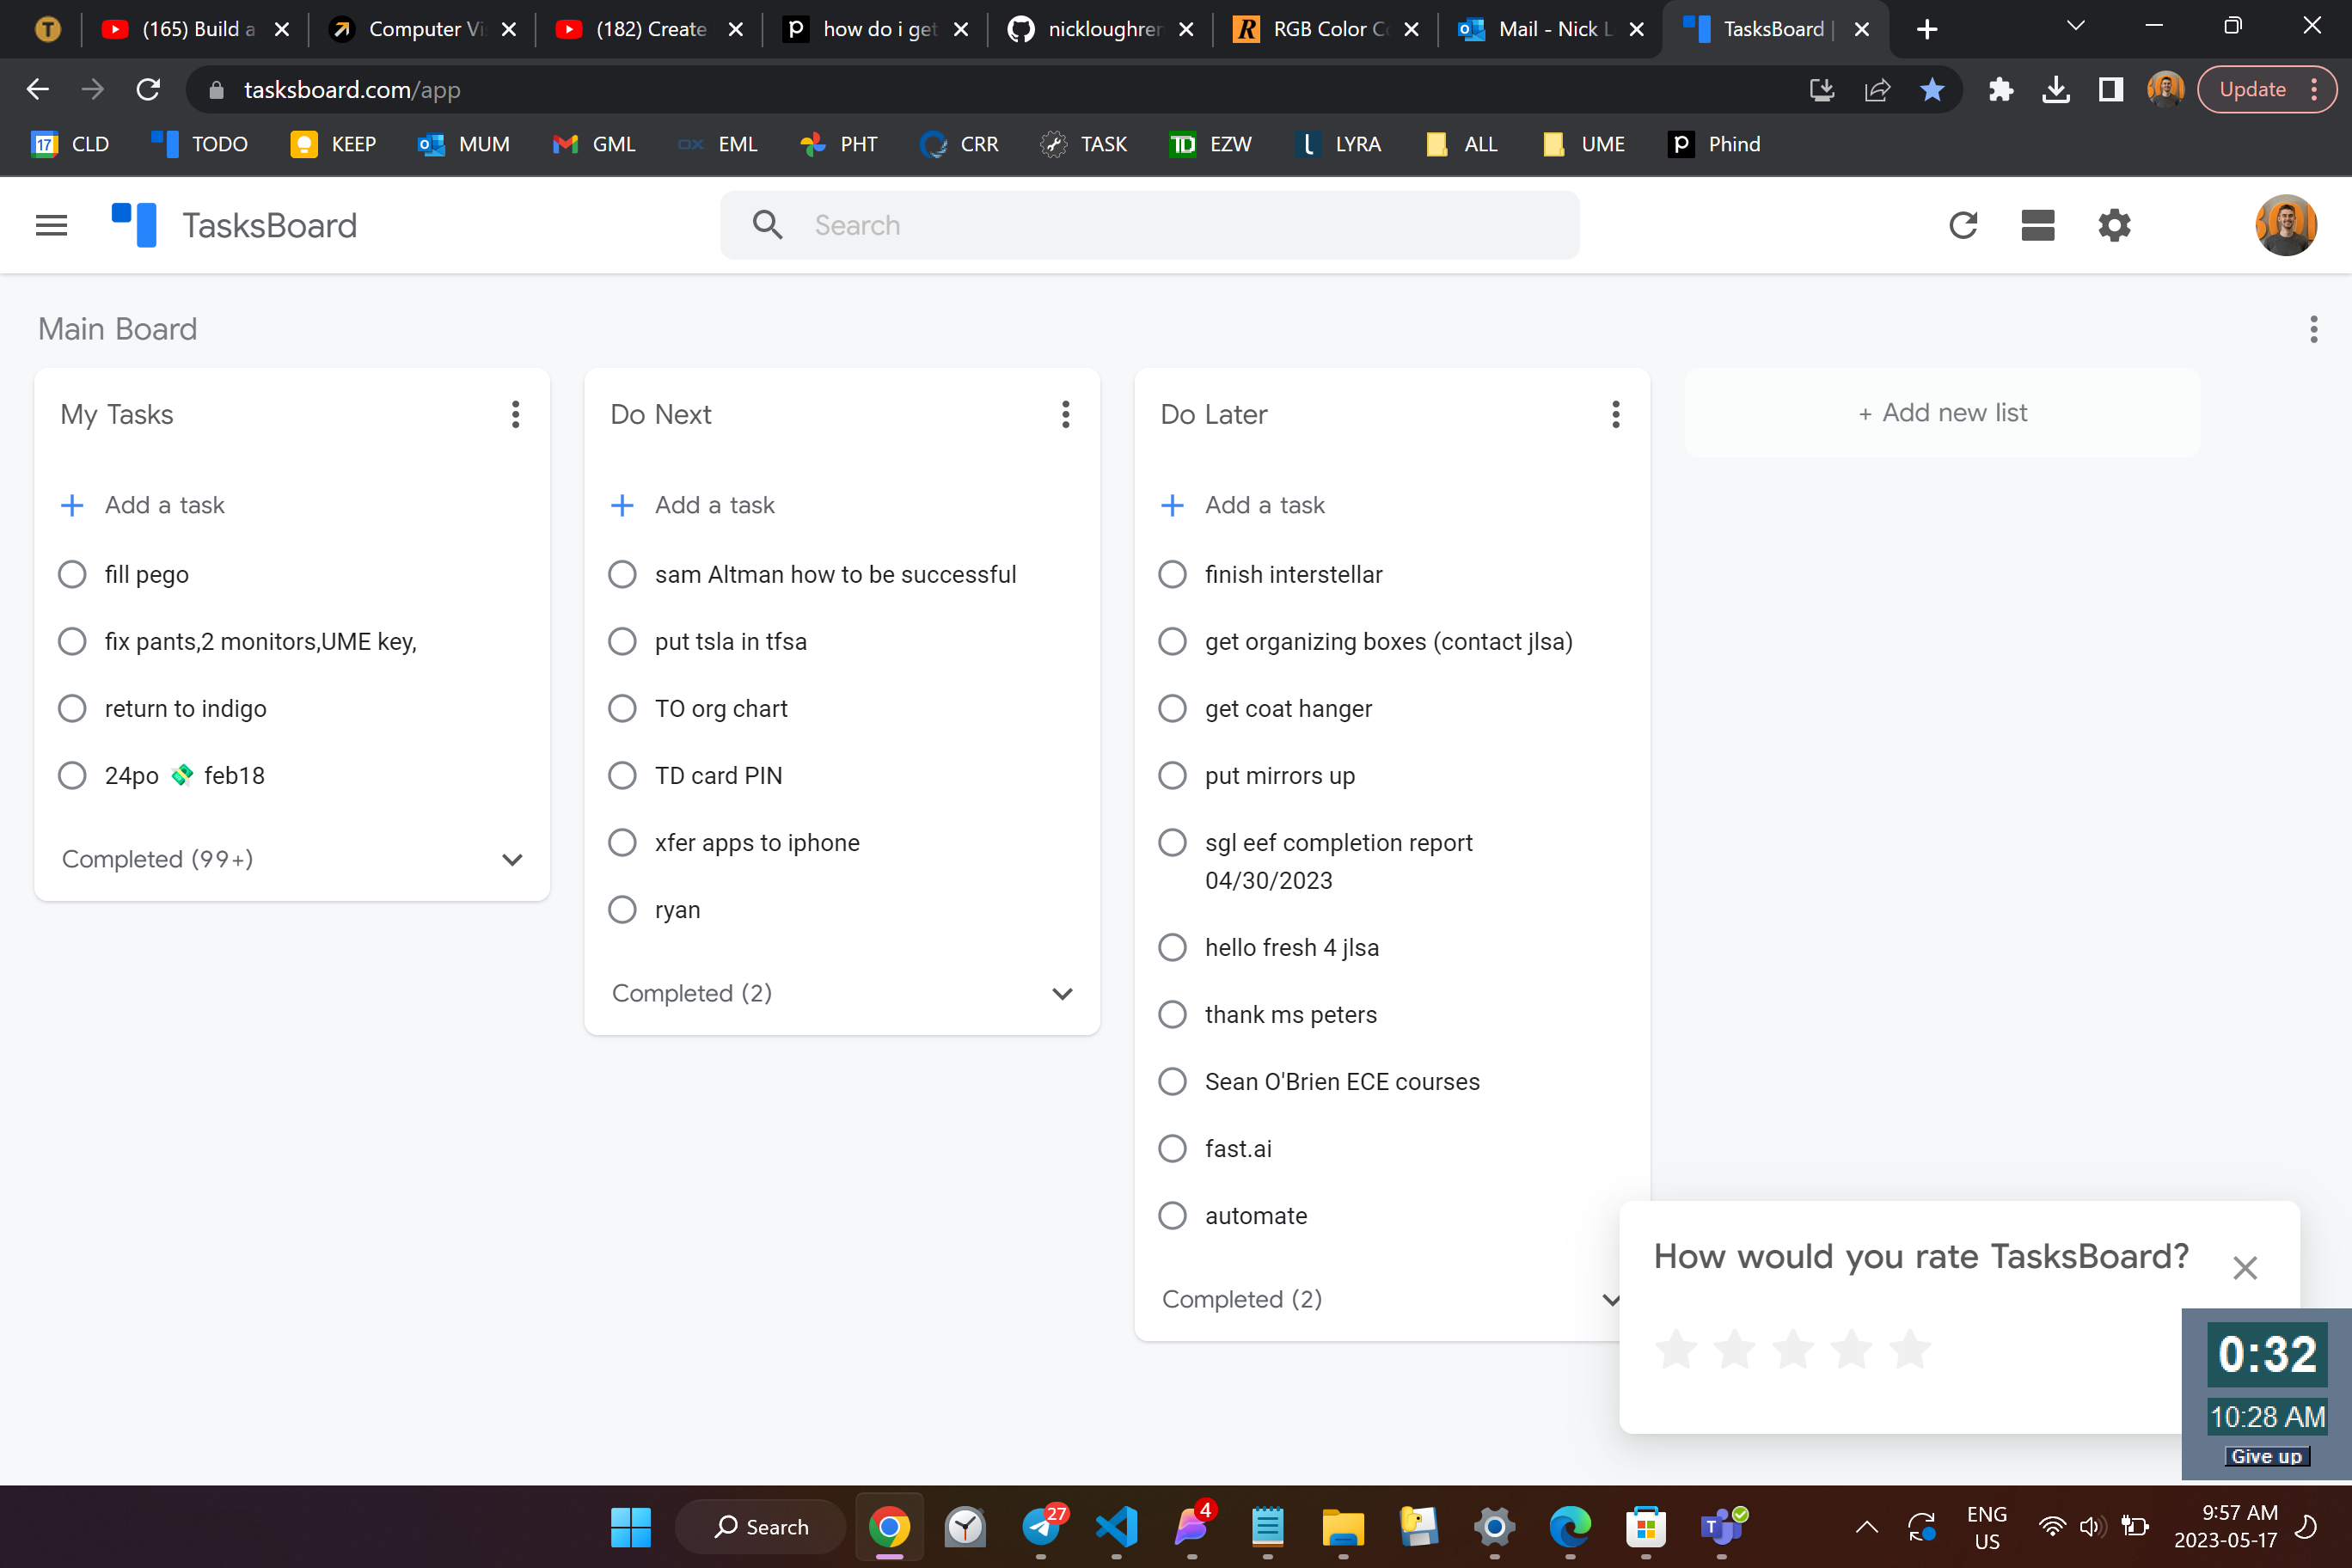 (165) Build a
Computer Vi
(182) Create
how do i get
nickloughren
RGB Color Co
Mail - Nick L
TasksBoard |
tasksboard.com/app
Update
17 CLD
TODO
KEEP
MUM
GML
DX EML
PHT
CRR
TASK
TD EZW
LYRA
ALL
UME
Phind
TasksBoard
Search
Main Board
My Tasks
Add a task
fill pego
fix pants,2 monitors,UME key,
return to indigo
24po 💸 feb18
Completed (99+)
Do Next
Add a task
sam Altman how to be successful
put tsla in tfsa
TO org chart
TD card PIN
xfer apps to iphone
ryan
Completed (2)
Do Later
Add a task
finish interstellar
get organizing boxes (contact jlsa)
get coat hanger
put mirrors up
sgl eef completion report
04/30/2023
hello fresh 4 jlsa
thank ms peters
Sean O'Brien ECE courses
fast.ai
automate
Completed (2)
+ Add new list
How would you rate TasksBoard?
0:32
10:28 AM
Give up
Search
27
4
ENG
US
9:57 AM
2023-05-17